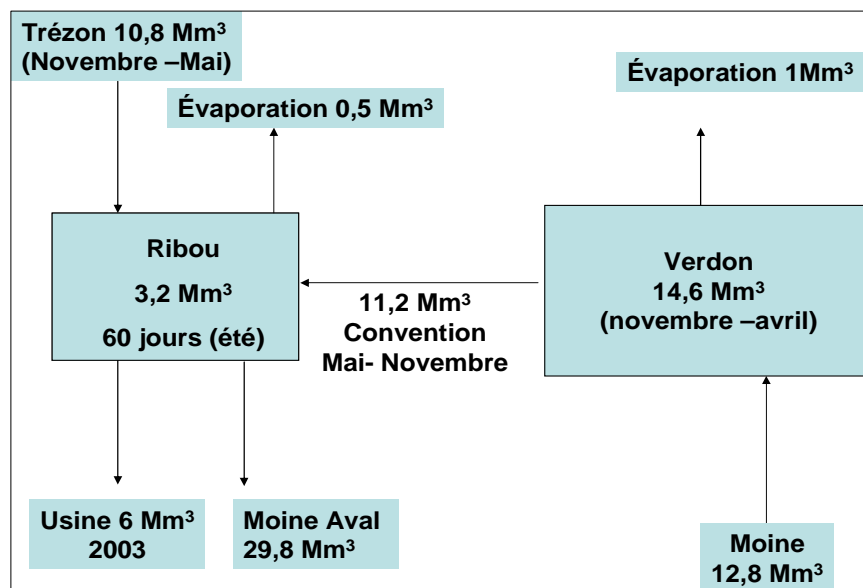 Trézon 10,8 Mm³
(Novembre –Mai)
Évaporation 0,5 Mm³
Évaporation 1Mm³
Ribou
3,2 Mm³
60 jours (été)
11,2 Mm³
Convention
Mai- Novembre
Verdon
14,6 Mm³
(novembre –avril)
Usine 6 Mm³
2003
Moine Aval
29,8 Mm³
Moine
12,8 Mm³